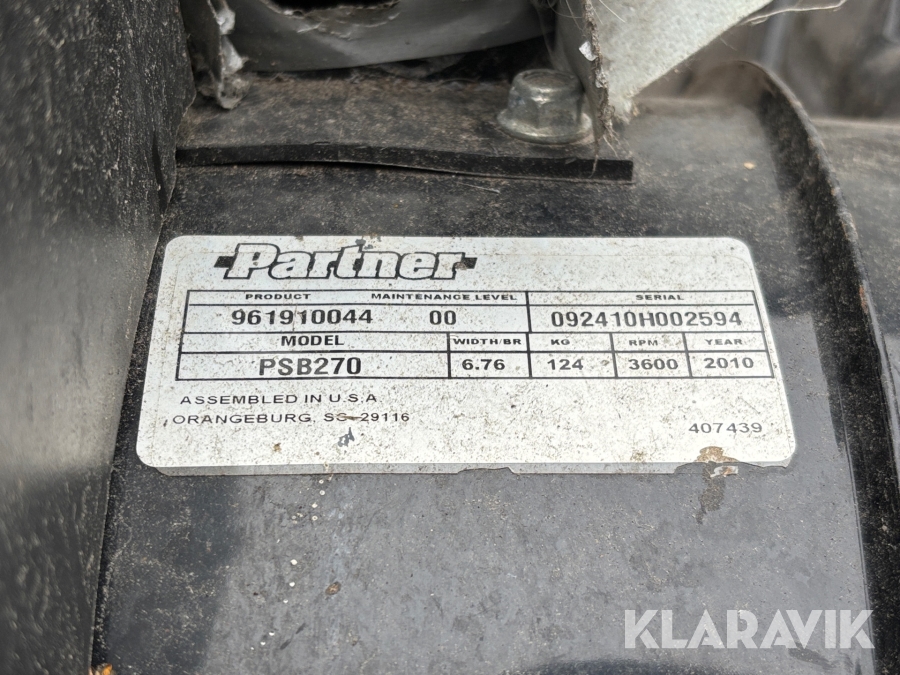 Partner
PRODUCT MAINTENANCE LEVEL SERIAL
961910044 00 092410H002594
MODEL WIDTH/BR KG RPM YEAR
PSB270 6.76 124 3600 2010
ASSEMBLED IN U.S.A
ORANGEBURG. SC 29116
407439
KLARAVIK